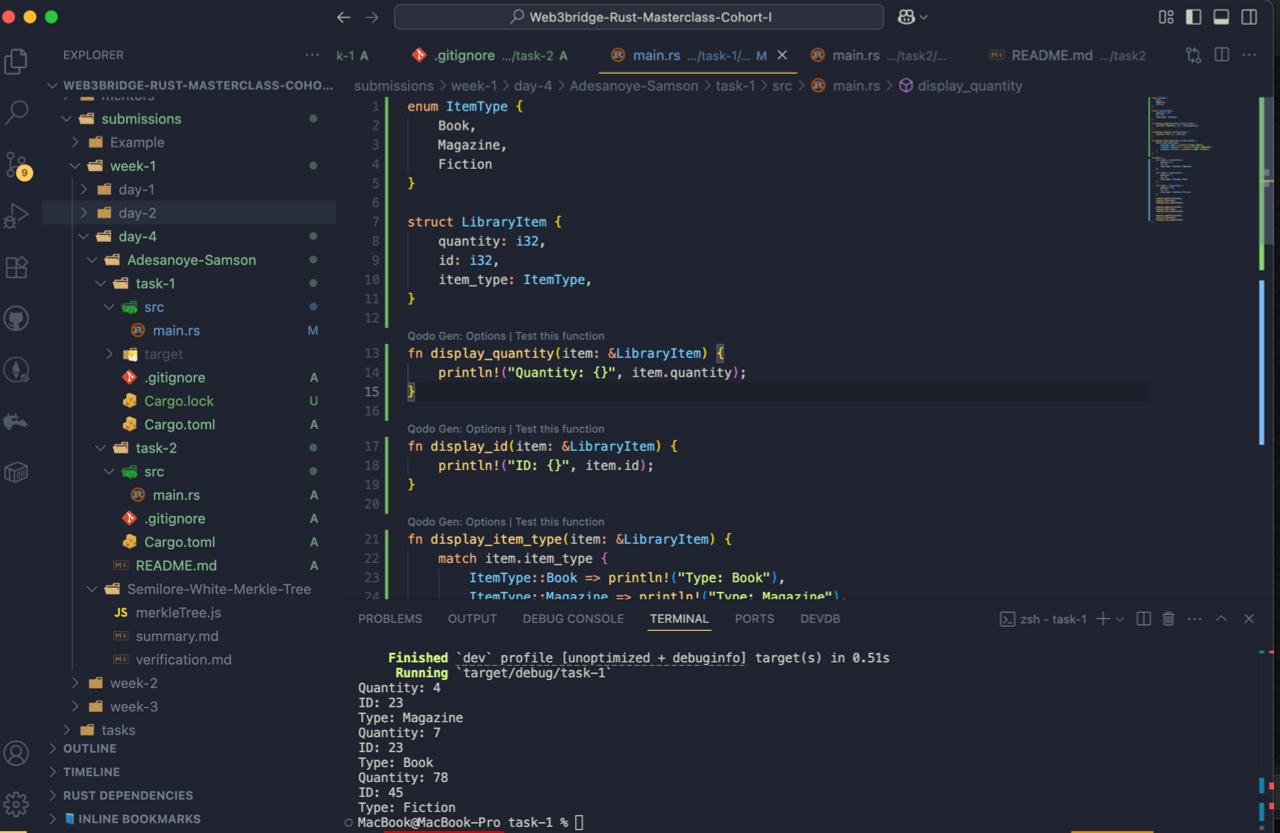 Web3bridge-Rust-Masterclass-Cohort-I
EXPLORER
WEB3BRIDGE-RUST-MASTERCLASS-COHO...
mentors
submissions
Example
week-1
day-1
day-2
day-4
Adesanoye-Samson
task-1
src
main.rs M
target
.gitignore A
Cargo.lock U
Cargo.toml A
task-2
src
main.rs A
.gitignore A
Cargo.toml A
README.md A
Semilore-White-Merkle-Tree
JS merkleTree.js
summary.md
verification.md
week-2
week-3
tasks
OUTLINE
TIMELINE
RUST DEPENDENCIES
INLINE BOOKMARKS
9
k-1 A .gitignore .../task-2 A main.rs .../task-1/... M main.rs .../task2/... README.md .../task2
submissions > week-1 > day-4 > Adesanoye-Samson > task-1 > src > main.rs > display_quantity
1 enum ItemType {
2 Book,
3 Magazine,
4 Fiction
5 }
6
7 struct LibraryItem {
8 quantity: i32,
9 id: i32,
10 item_type: ItemType,
11 }
12
Qodo Gen: Options | Test this function
13 fn display_quantity(item: &LibraryItem) {
14 println!("Quantity: {}", item.quantity);
15 }
16
Qodo Gen: Options | Test this function
17 fn display_id(item: &LibraryItem) {
18 println!("ID: {}", item.id);
19 }
20
Qodo Gen: Options | Test this function
21 fn display_item_type(item: &LibraryItem) {
22 match item.item_type {
23 ItemType::Book => println!("Type: Book"),
24 ItemType::Magazine => println!("Type: Magazine"),
PROBLEMS OUTPUT DEBUG CONSOLE TERMINAL PORTS DEVDB zsh - task-1
Finished `dev` profile [unoptimized + debuginfo] target(s) in 0.51s
Running `target/debug/task-1`
Quantity: 4
ID: 23
Type: Magazine
Quantity: 7
ID: 23
Type: Book
Quantity: 78
ID: 45
Type: Fiction
MacBook@MacBook-Pro task-1 %